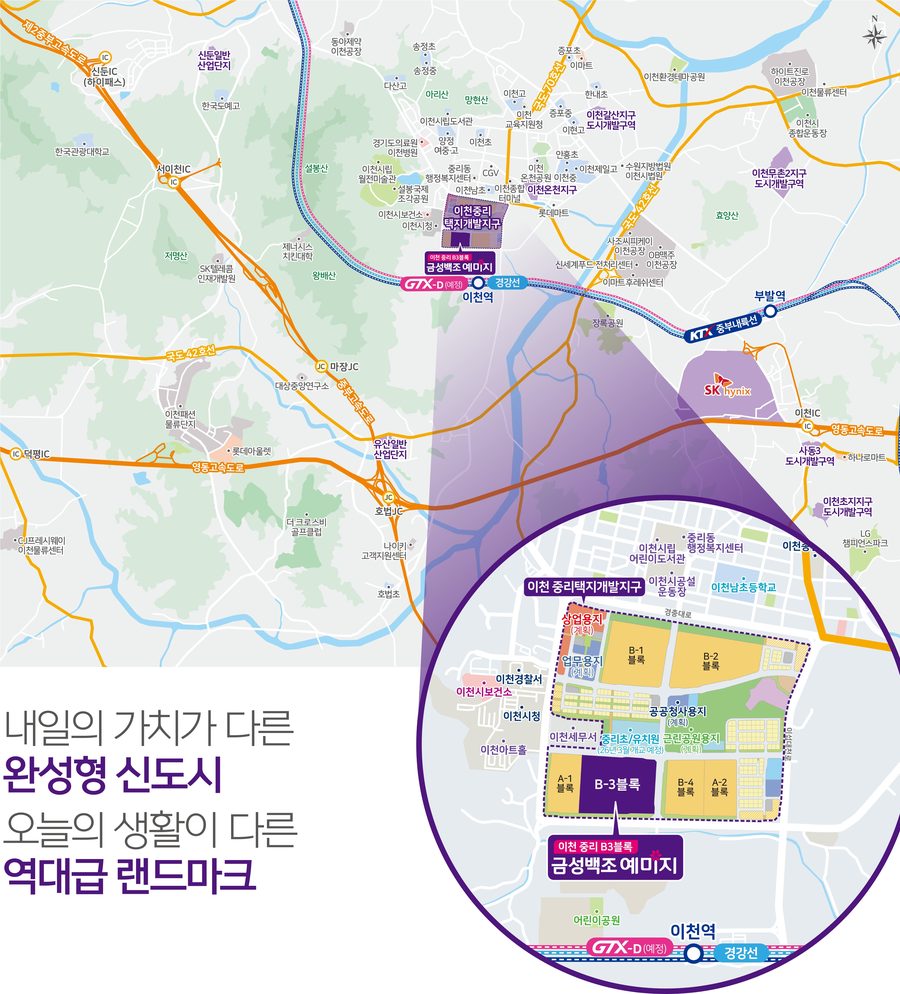 N
제2중부고속도로
IC
신둔IC
(하이패스)
신둔일반
산업단지
동아제약
이천공장
송정초
송정중
증포초
이마트
국도 70호선
이천환경테마공원
하이트진로
이천공장
이천물류센터
다산고
아리산
망현산
이천고
한내초
한국도예고
이천시립도서관
이천
교육지원청
증포중
이현고
이천갈산지구
도시개발구역
이천시
종합운동장
한국관광대학교
경기도의료원
이천병원
양정
여중·고
이천초
안흥초
서이천IC
IC
설봉산
이천시립
월전미술관
중리동
행정복지센터
CGV
이천
온천공원
이천중
이천제일고
수원지방법원
이천시법원
이천무촌2지구
도시개발구역
설봉국제
조각공원
이천남초
이천종합
터미널
이천온천지구
국도 42호선
이천시보건소
이천시청
이천중리
택지개발지구
롯데마트
효양산
저명산
제너시스
치킨대학
사조씨피케이
이천공장
OB맥주
이천공장
SK텔레콤
인재개발원
왕배산
이천 중리 B3블록
금성백조 예미지
신세계푸드 전처리센터
이마트후레쉬센터
GTX-D(예정)
경강선
이천역
부발역
장록공원
KTX 중부내륙선
국도 42호선
JC
마장JC
대상중앙연구소
중부고속도로
SK hynix
이천패션
물류단지
이천IC
IC
영동고속도로
IC
덕평IC
롯데아울렛
유산일반
산업단지
사동3
도시개발구역
하나로마트
영동고속도로
JC
호법JC
이천초지지구
도시개발구역
더크로스비
골프클럽
CJ프레시웨이
이천물류센터
나이키
고객지원센터
LG
챔피언스파크
호법초
이천시립
어린이도서관
중리동
행정복지센터
이천중
이천 중리택지개발지구
이천시공설
운동장
이천남초등학교
경충대로
상업용지
(계획)
B-1
블록
B-2
블록
업무용지
(계획)
이천경찰서
이천시보건소
이천시청
공공청사용지
(계획)
이천세무서
중리초/유치원
(26년 3월 개교 예정)
근린공원용지
(계획)
이천아트홀
A-1
블록
B-3블록
B-4
블록
A-2
블록
이천 중리 B3블록
금성백조 예미지
어린이공원
이천역
GTX-D(예정)
경강선
내일의 가치가 다른
완성형 신도시
오늘의 생활이 다른
역대급 랜드마크